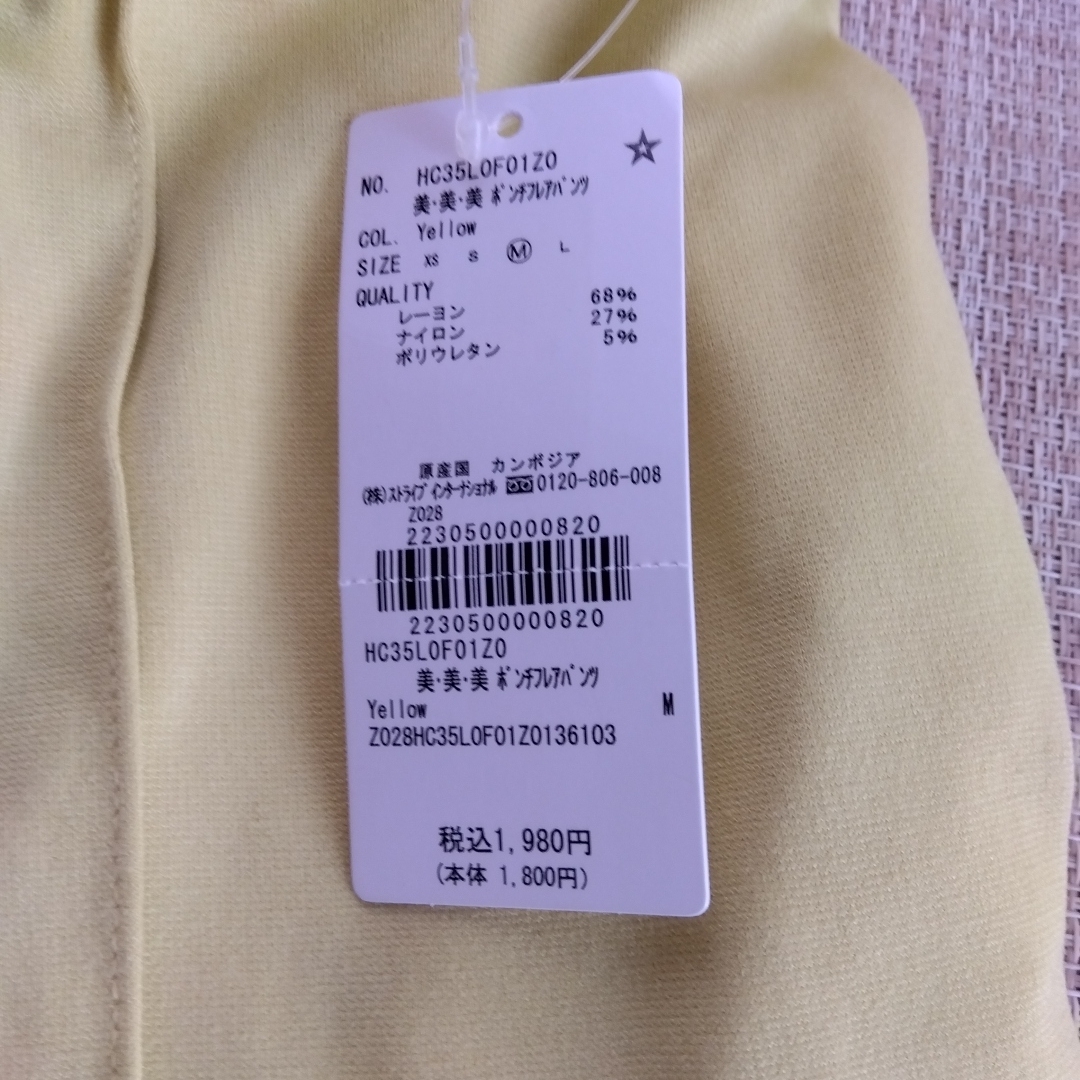 NO. HC35L0F01Z0
美・美・美 ﾎﾟﾝﾁﾌﾚｱﾊﾟﾝﾂ
COL. Yellow
SIZE XS S Ⓜ L
QUALITY
レーヨン 68%
ナイロン 27%
ポリウレタン 5%
原産国 カンボジア
(株)ｽﾄﾗｲﾌﾟｲﾝﾀｰﾅｼｮﾅﾙ 0120-806-008
Z028
2230500000820
2230500000820
HC35L0F01Z0
美・美・美 ﾎﾟﾝﾁﾌﾚｱﾊﾟﾝﾂ
Yellow M
Z028HC35L0F01Z0136103
税込1,980円
(本体 1,800円)